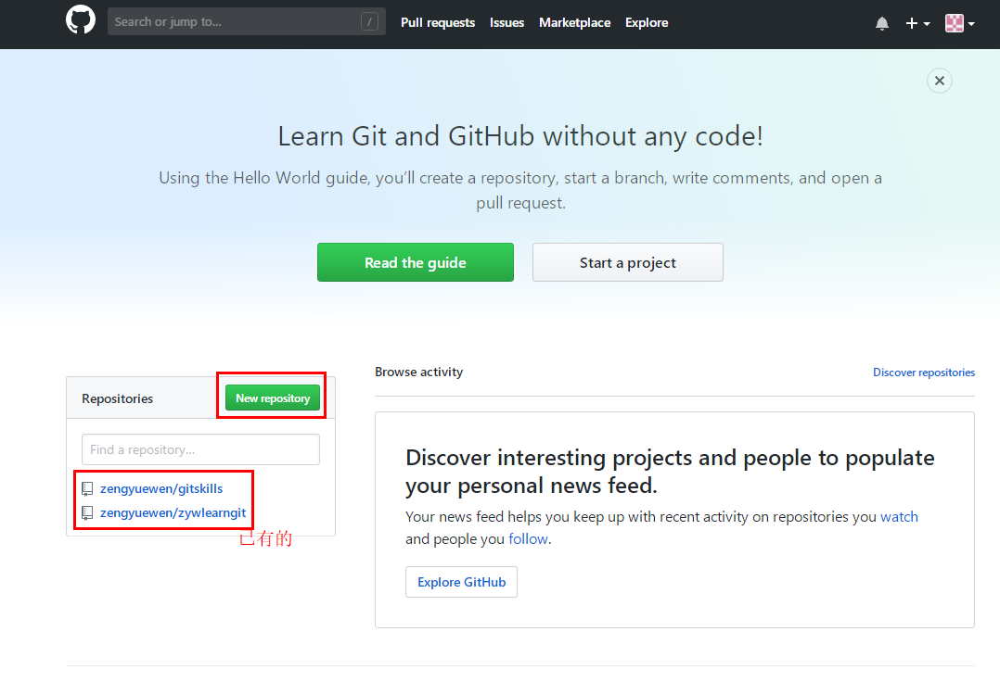 Search or jump to...
/
Pull requests
Issues
Marketplace
Explore
Learn Git and GitHub without any code!
Using the Hello World guide, you’ll create a repository, start a branch, write comments, and open a
pull request.
Read the guide
Start a project
Repositories
New repository
Find a repository...
zengyuewen/gitskills
zengyuewen/zywlearngit
已有的
Browse activity
Discover repositories
Discover interesting projects and people to populate
your personal news feed.
Your news feed helps you keep up with recent activity on repositories you watch
and people you follow.
Explore GitHub